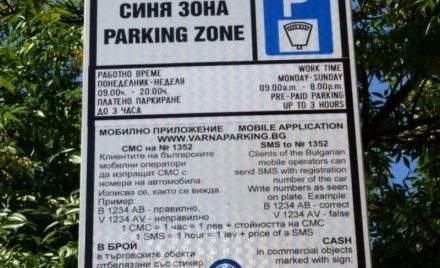 СИНЯ ЗОНА
PARKING ZONE
P
РАБОТНО ВРЕМЕ
ПОНЕДЕЛНИК-НЕДЕЛЯ
09.00ч. - 20.00ч.
ПЛАТЕНО ПАРКИРАНЕ
ДО 3 ЧАСА
WORK TIME
MONDAY-SUNDAY
09.00a.m. - 8.00p.m.
PRE-PAID PARKING
UP TO 3 HOURS
МОБИЛНО ПРИЛОЖЕНИЕ MOBILE APPLICATION
WWW.VARNAPARKING.BG
СМС на № 1352
Клиентите на българските
мобилни оператори
да изпращат СМС с
номера на автомобила
Изписва се, както се вижда.
Пример:
В 1234 АВ - правилно,
V 1234 AV - неправилно
SMS to № 1352
Clients of the Bulgarian
mobile operators can
send SMS with registration
number of the car
Write numbers as seen
on plate. Example:
B 1234 AB - correct
V 1234 AV - false
1 СМС = 1 час = 1 лев + стойността на СМС
1 SMS = 1 hour = 1 lev + price of a SMS
В БРОЙ
в търговските обекти
отбелязани със стикер.
CASH
in commercial objects
marked with sign: